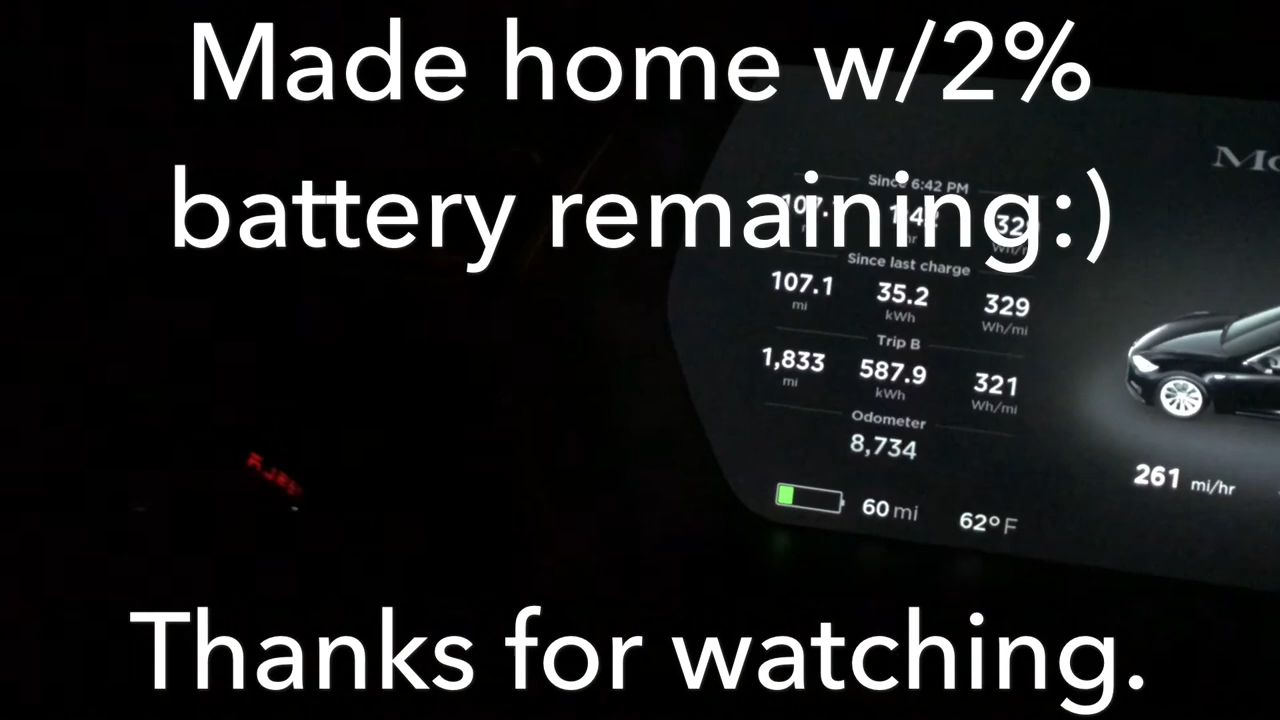 Made home w/2%
battery remaining:)
Since 6:42 PM
Since last charge
107.1 35.2 329
mi kWh Wh/mi
Trip B
1,833 587.9 321
mi kWh Wh/mi
Odometer
8,734
60 mi 62°F
261 mi/hr
Thanks for watching.